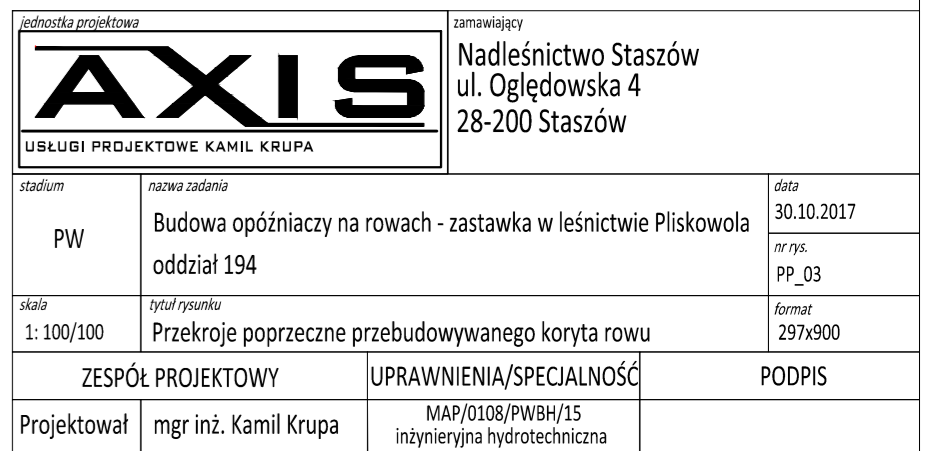 jednostka projektowa
AXIS
USŁUGI PROJEKTOWE KAMIL KRUPA
zamawiający
Nadleśnictwo Staszów
ul. Oględowska 4
28-200 Staszów
stadium
PW
nazwa zadania
Budowa opóźniaczy na rowach - zastawka w leśnictwie Pliskowola
oddział 194
data
30.10.2017
nr rys.
PP_03
skala
1: 100/100
tytuł rysunku
Przekroje poprzeczne przebudowywanego koryta rowu
format
297x900
ZESPÓŁ PROJEKTOWY
UPRAWNIENIA/SPECJALNOŚĆ
PODPIS
Projektował
mgr inż. Kamil Krupa
MAP/0108/PWBH/15
inżynieryjna hydrotechniczna